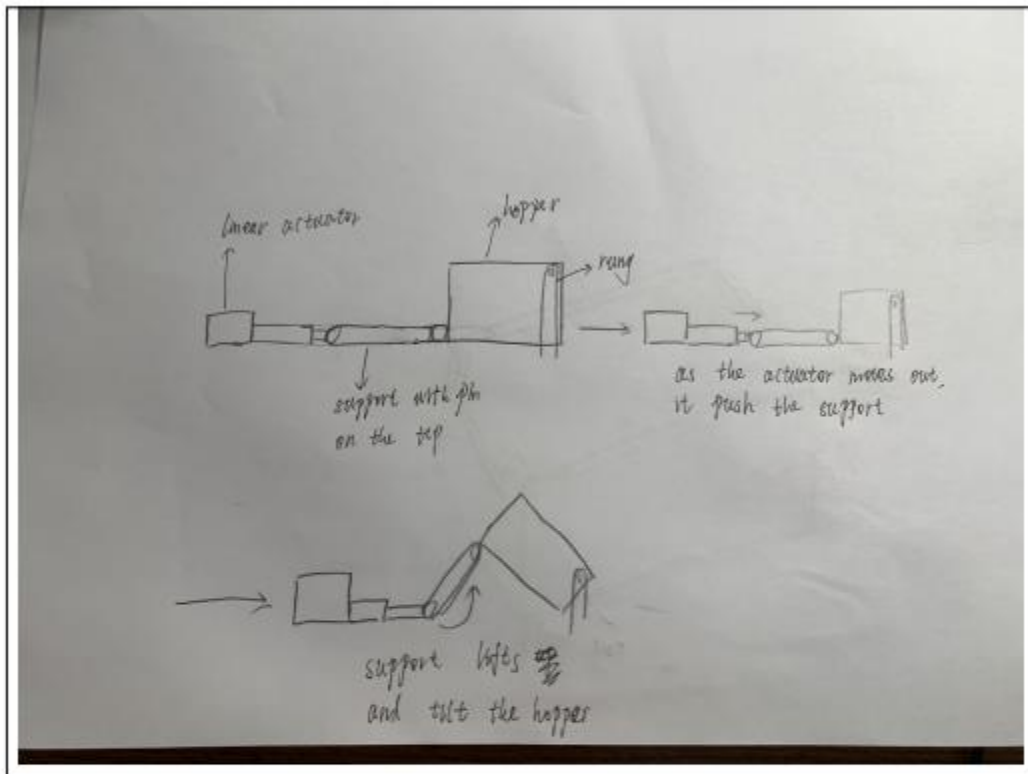 linear actuator
hopper
rung
support with pin
on the top
as the actuator moves out,
it push the support
support lifts
and tilt the hopper